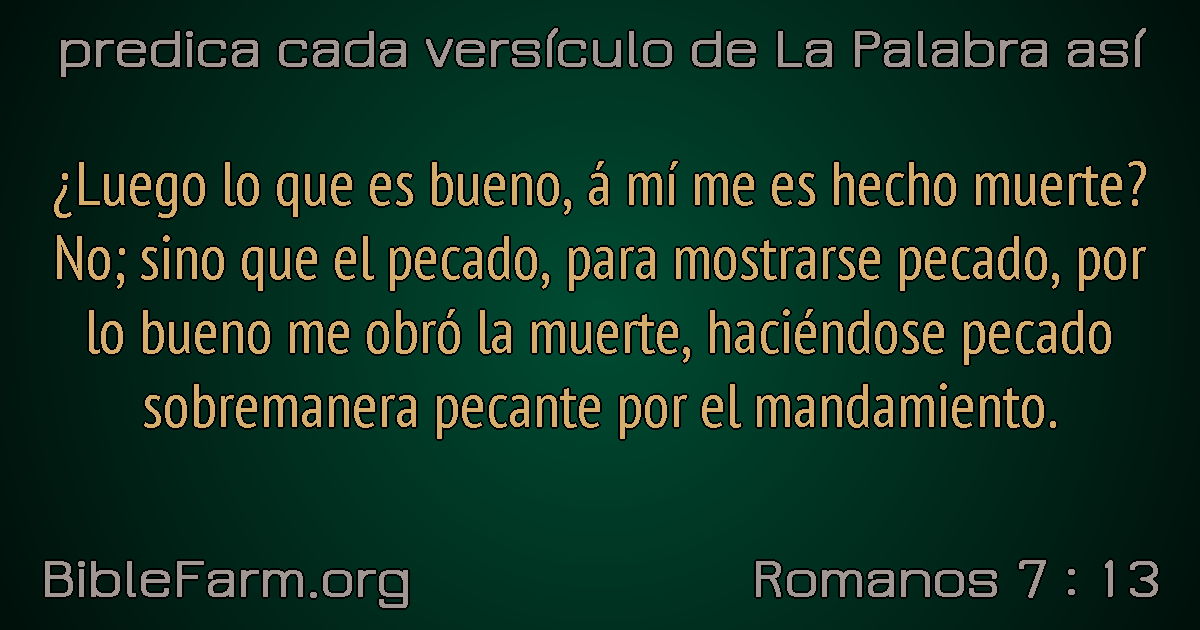 predica cada versículo de La Palabra así
¿Luego lo que es bueno, á mí me es hecho muerte?
No; sino que el pecado, para mostrarse pecado, por
lo bueno me obró la muerte, haciéndose pecado
sobremanera pecante por el mandamiento.
BibleFarm.org
Romanos 7 : 13